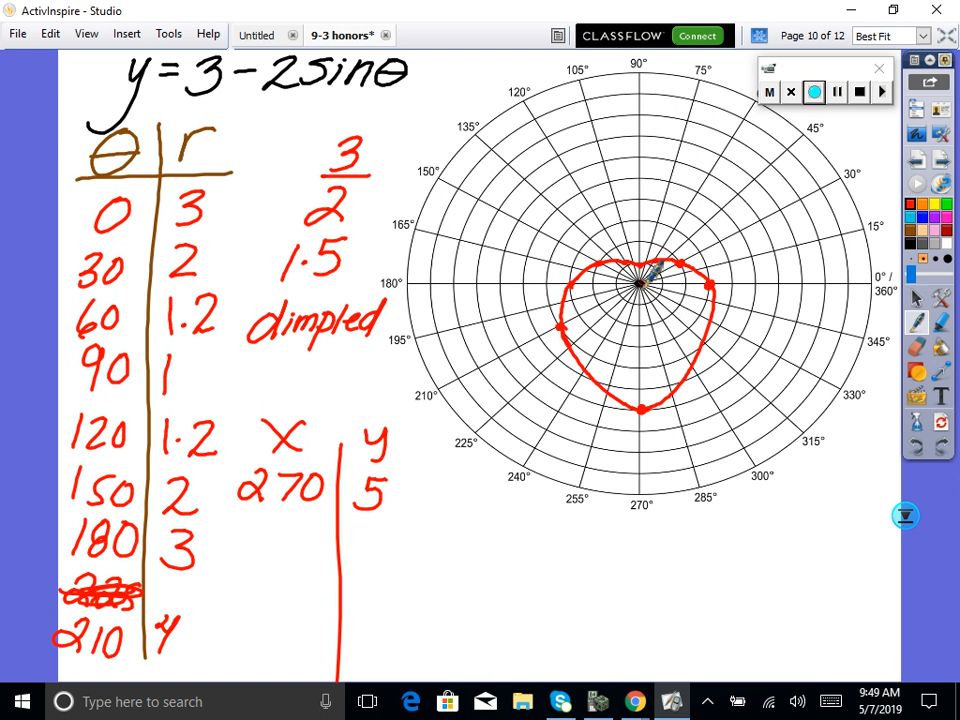 ActivInspire - Studio
File Edit View Insert Tools Help Untitled 9-3 honors* CLASSFLOW Connect Page 10 of 12 Best Fit
M
y = 3 - 2sinθ
θ r
0 3
30 2
60 1.2
90 1
120 1.2
150 2
180 3
210 4
3
2
1.5
dimpled
x y
270 5
90°
105° 75°
120°
135° 45°
150° 30°
165° 15°
180° 0° / 360°
195° 345°
210° 330°
225° 315°
240° 300°
255° 285°
270°
T
Type here to search
9:49 AM
5/7/2019